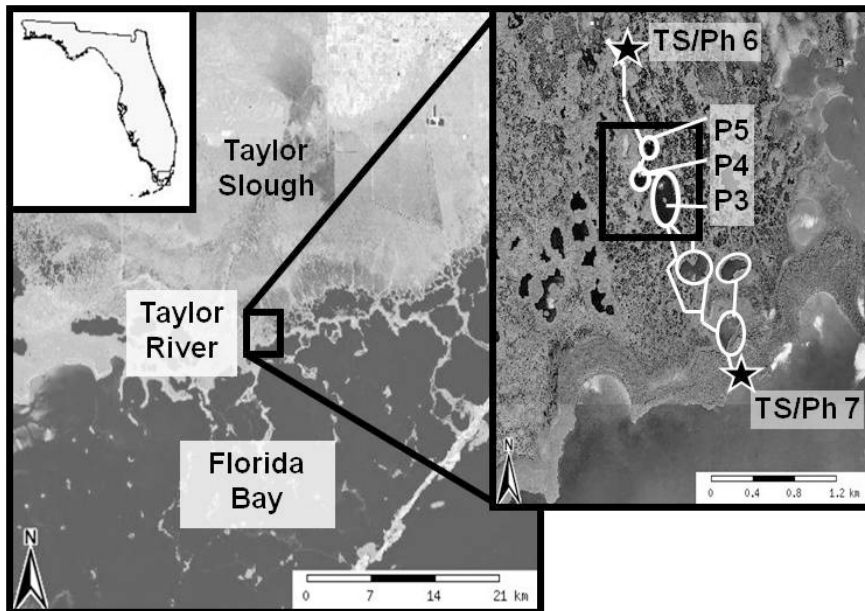 Taylor
Slough
Taylor
River
Florida
Bay
N
0 7 14 21 km
TS/Ph 6
P5
P4
P3
TS/Ph 7
N
0 0.4 0.8 1.2 km